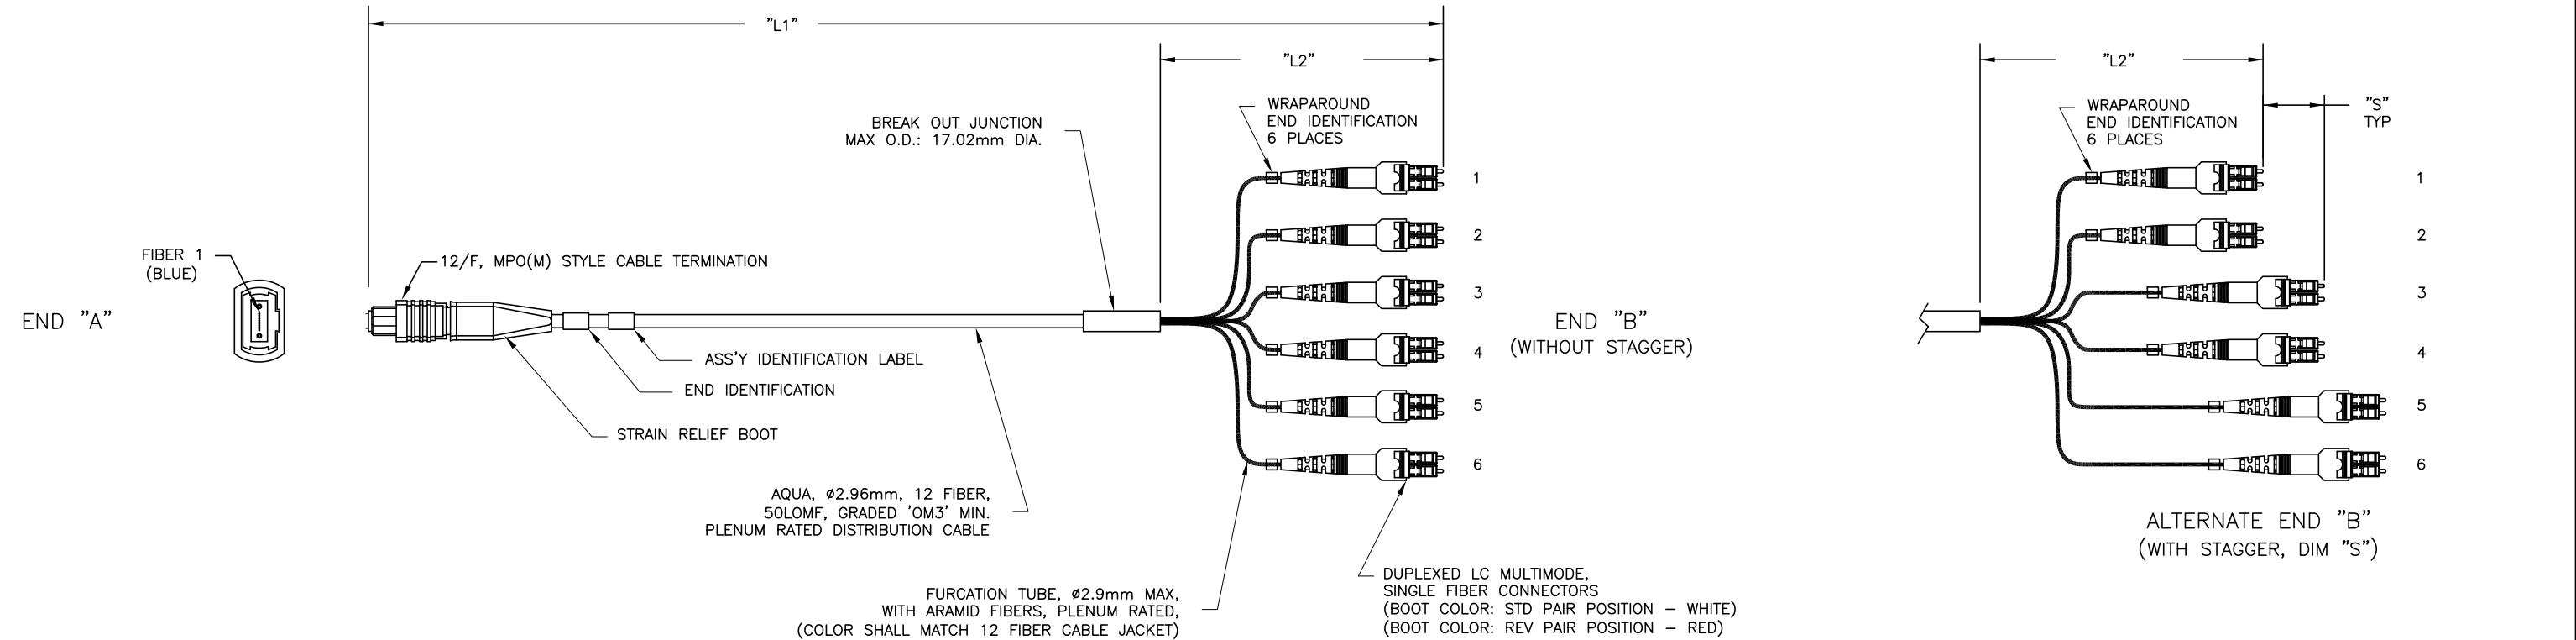 "L1"
"L2"
"L2"
WRAPAROUND
END IDENTIFICATION
6 PLACES
WRAPAROUND
END IDENTIFICATION
6 PLACES
"S"
TYP
BREAK OUT JUNCTION
MAX O.D.: 17.02mm DIA.
1
2
3
4
5
6
1
2
3
4
5
6
FIBER 1
(BLUE)
12/F, MPO(M) STYLE CABLE TERMINATION
END "A"
END "B"
(WITHOUT STAGGER)
ASS'Y IDENTIFICATION LABEL
END IDENTIFICATION
STRAIN RELIEF BOOT
AQUA, ø2.96mm, 12 FIBER,
50LOMF, GRADED 'OM3' MIN.
PLENUM RATED DISTRIBUTION CABLE
ALTERNATE END "B"
(WITH STAGGER, DIM "S")
FURCATION TUBE, ø2.9mm MAX,
WITH ARAMID FIBERS, PLENUM RATED,
(COLOR SHALL MATCH 12 FIBER CABLE JACKET)
DUPLEXED LC MULTIMODE,
SINGLE FIBER CONNECTORS
(BOOT COLOR: STD PAIR POSITION – WHITE)
(BOOT COLOR: REV PAIR POSITION – RED)